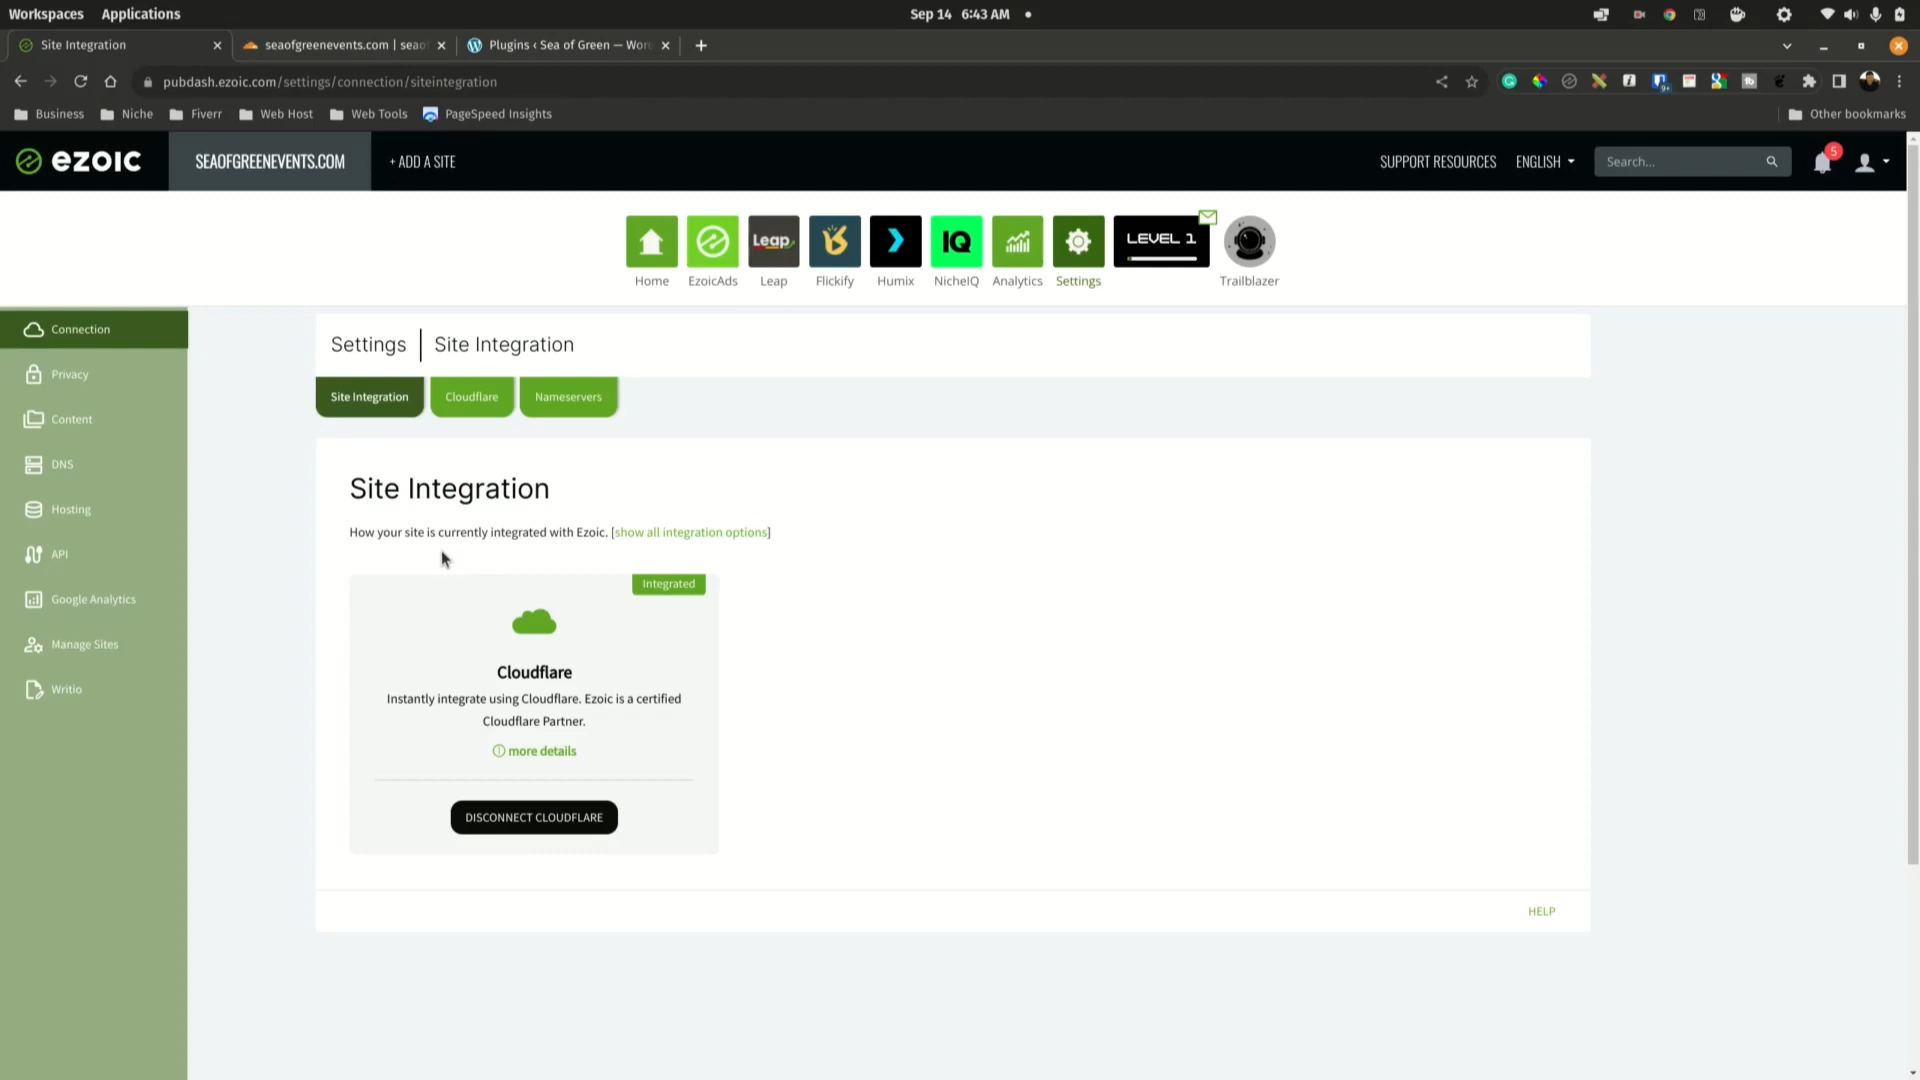 Workspaces Applications Sep 14 6:43 AM
Site Integration
seaofgreenevents.com | seao
Plugins ‹ Sea of Green — Wor
pubdash.ezoic.com/settings/connection/siteintegration
9+
Business Niche Fiverr Web Host Web Tools PageSpeed Insights Other bookmarks
ezoic SEAOFGREENEVENTS.COM + ADD A SITE SUPPORT RESOURCES ENGLISH Search... 5
Leap IQ LEVEL 1
Home EzoicAds Leap Flickify Humix NicheIQ Analytics Settings Trailblazer
Connection
Privacy
Content
DNS
Hosting
API
Google Analytics
Manage Sites
Writio
Settings | Site Integration
Site Integration Cloudflare Nameservers
Site Integration
How your site is currently integrated with Ezoic. [show all integration options]
Integrated
Cloudflare
Instantly integrate using Cloudflare. Ezoic is a certified
Cloudflare Partner.
more details
DISCONNECT CLOUDFLARE
HELP